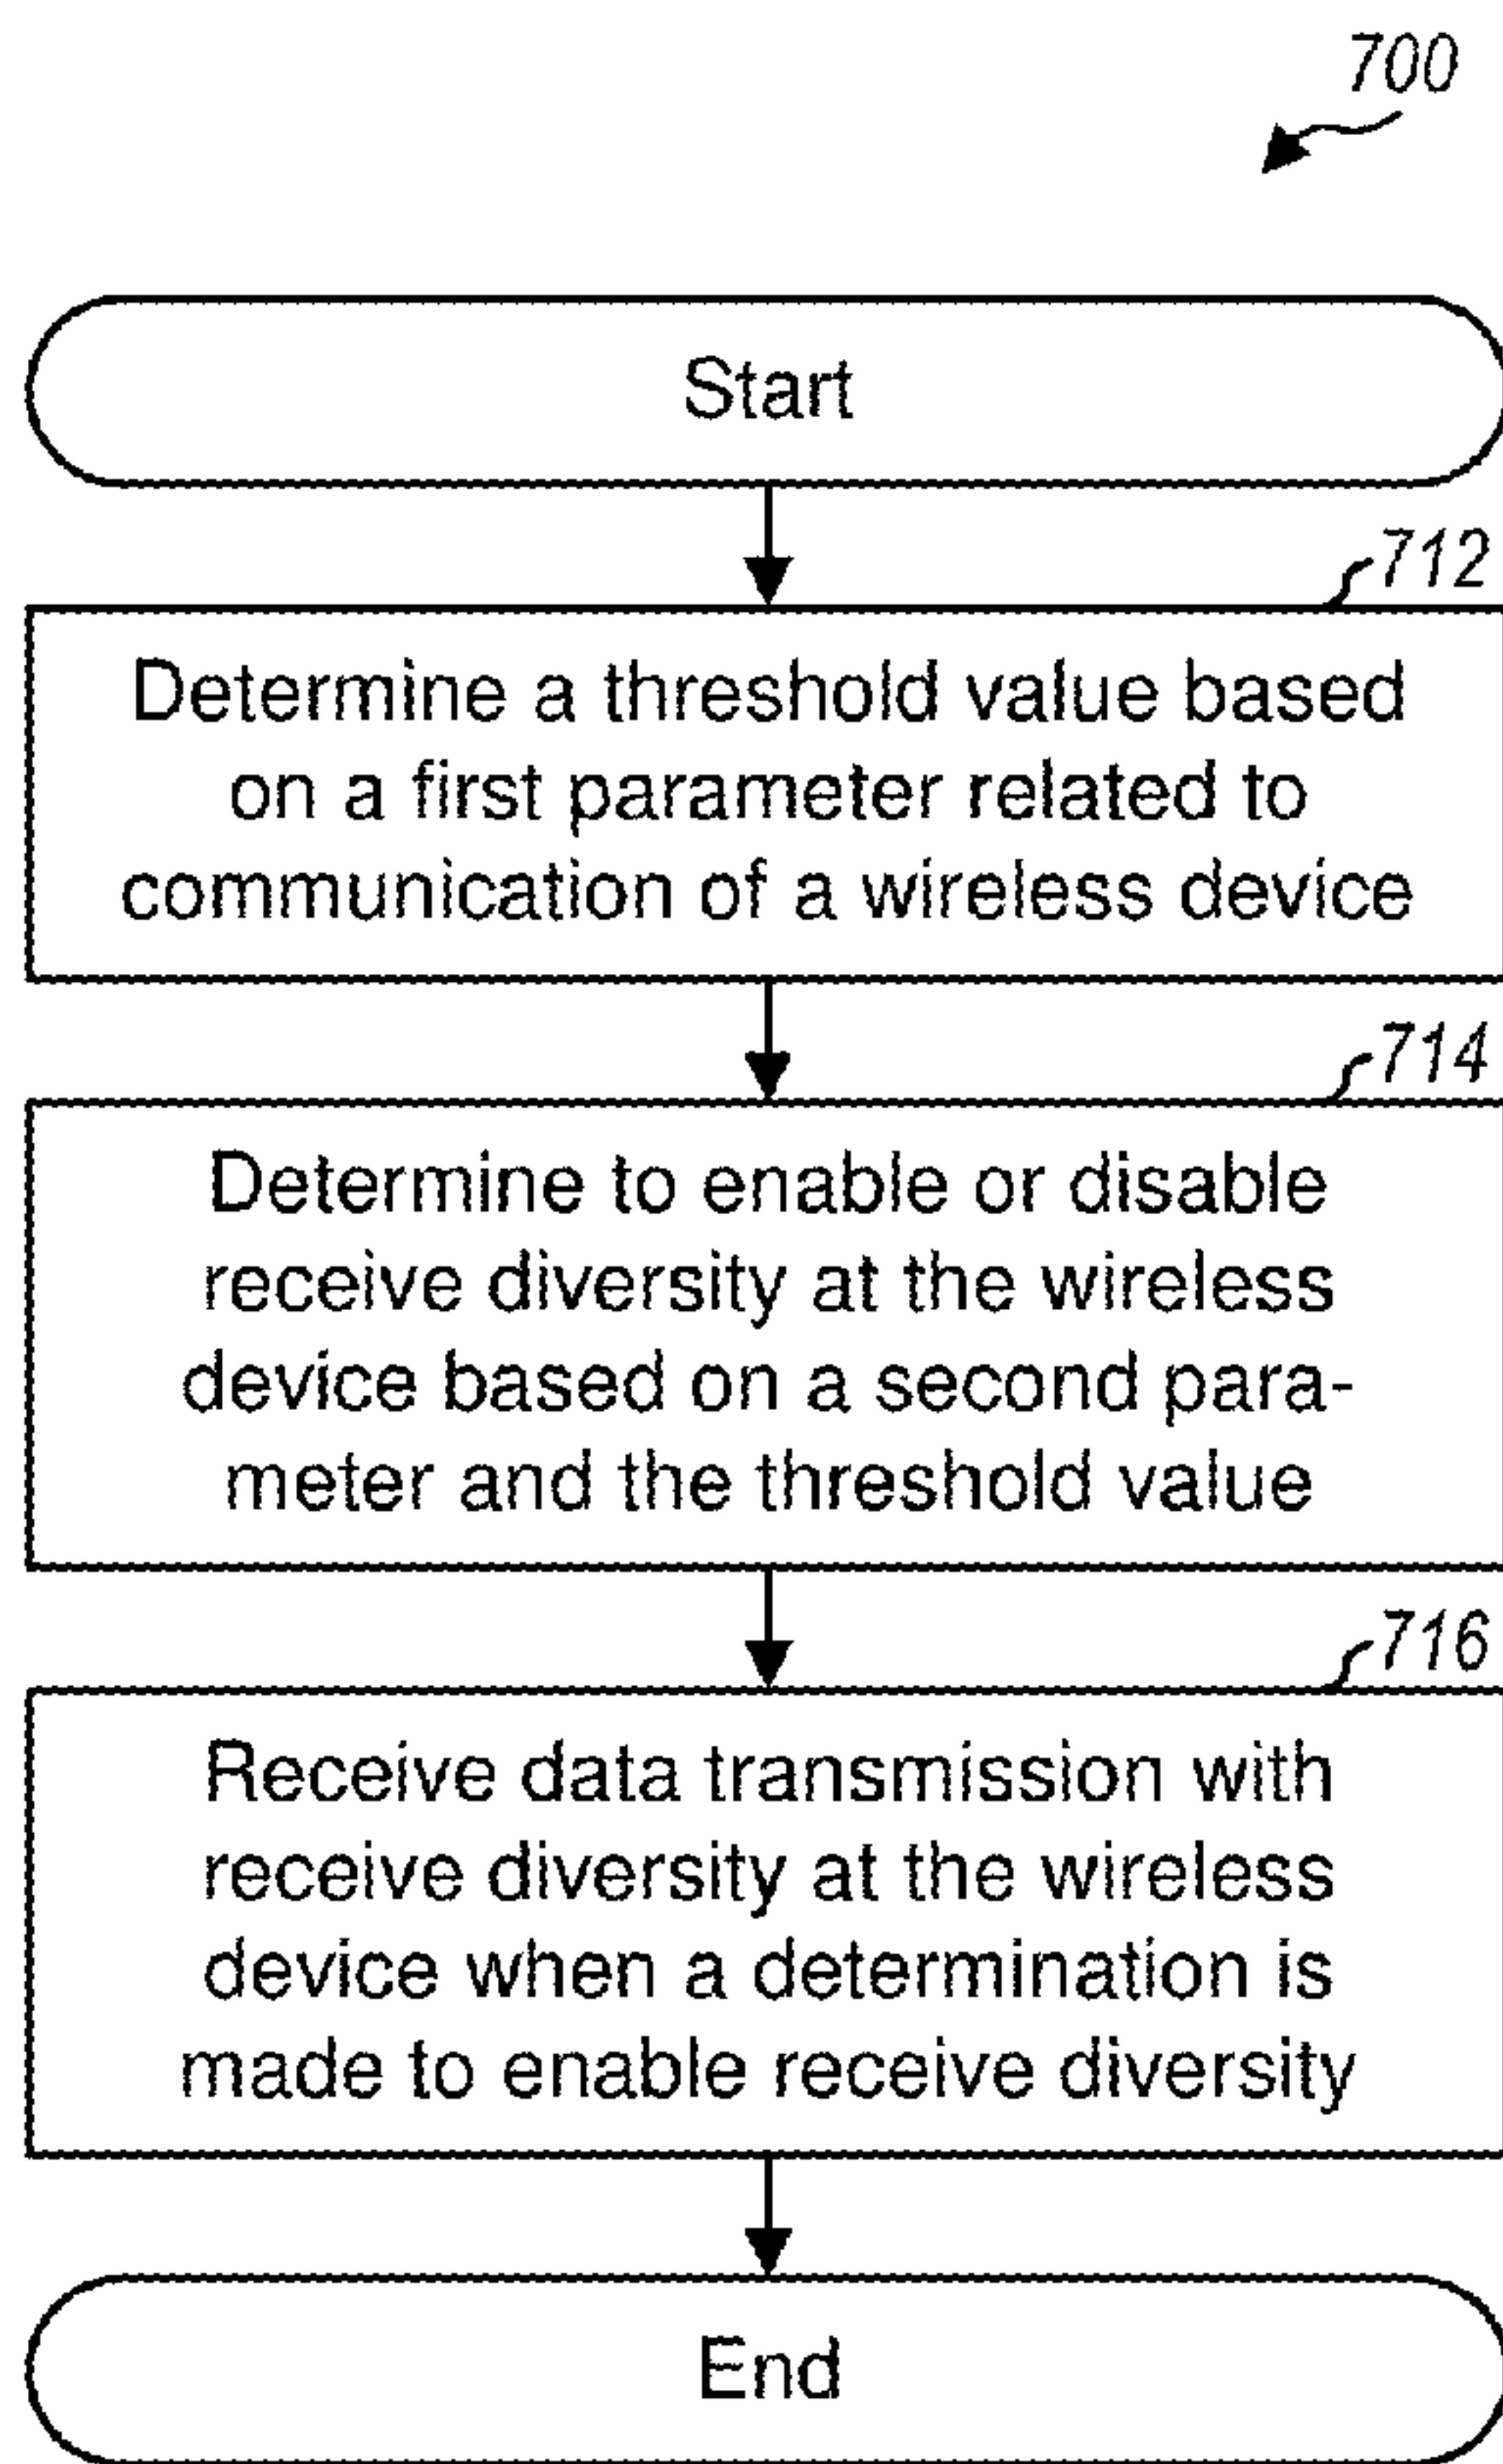 700
Start
712
Determine a threshold value based
on a first parameter related to
communication of a wireless device
714
Determine to enable or disable
receive diversity at the wireless
device based on a second para-
meter and the threshold value
716
Receive data transmission with
receive diversity at the wireless
device when a determination is
made to enable receive diversity
End